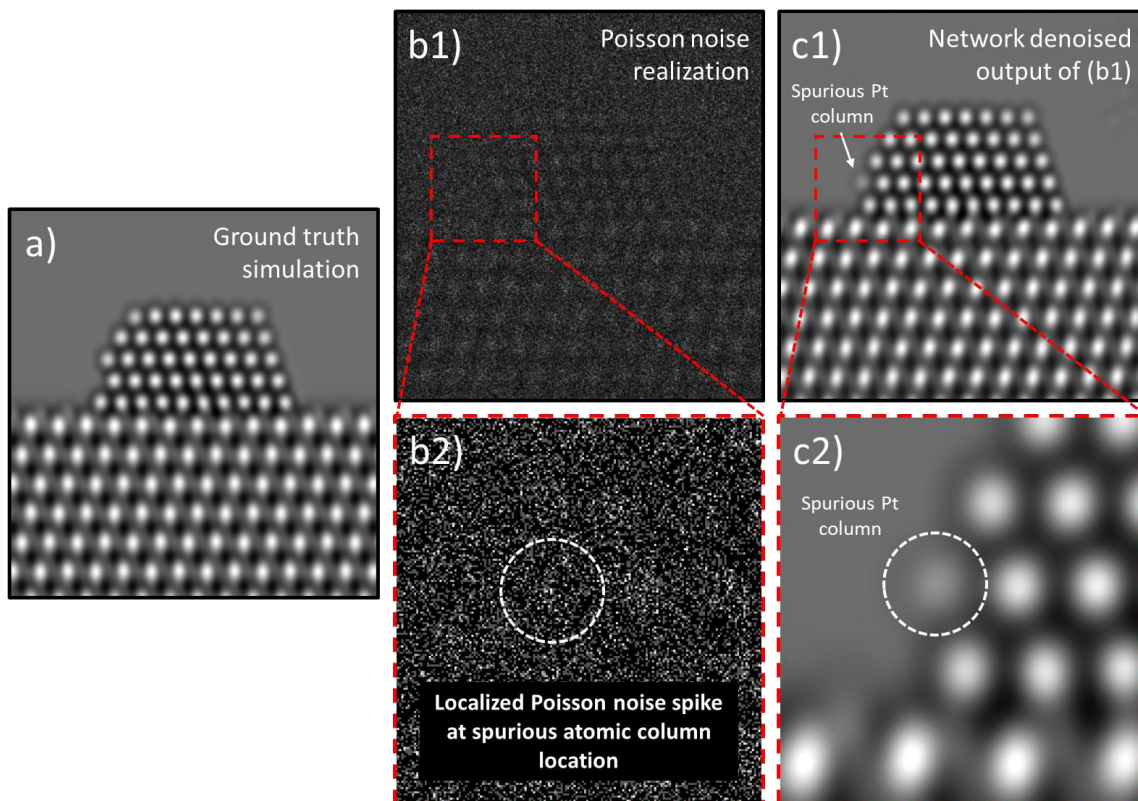 a)
Ground truth
simulation
b1)
Poisson noise
realization
c1)
Network denoised
output of (b1)
Spurious Pt
column
b2)
Localized Poisson noise spike
at spurious atomic column
location
c2)
Spurious Pt
column